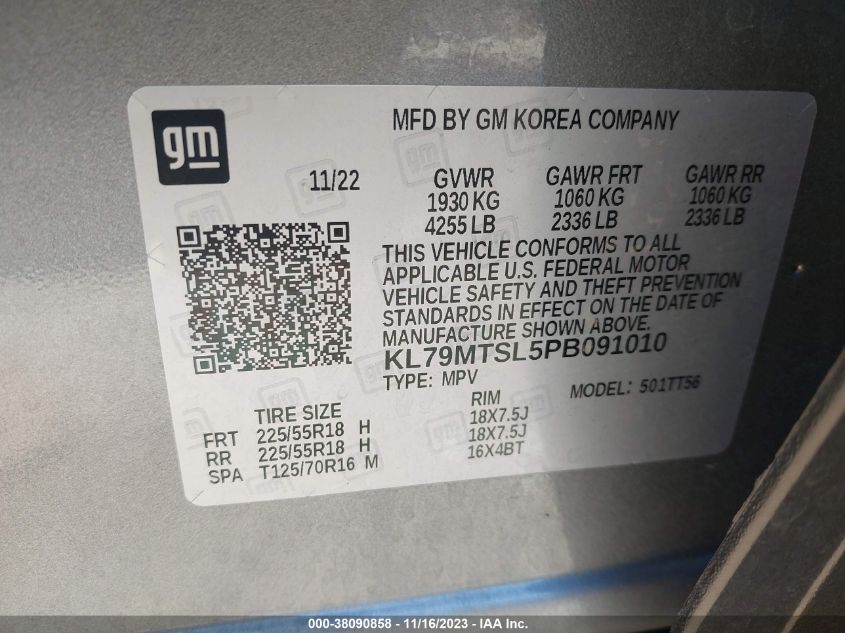 gm
MFD BY GM KOREA COMPANY
11/22
GVWR GAWR FRT GAWR RR
1930 KG 1060 KG 1060 KG
4255 LB 2336 LB 2336 LB
THIS VEHICLE CONFORMS TO ALL
APPLICABLE U.S. FEDERAL MOTOR
VEHICLE SAFETY AND THEFT PREVENTION
STANDARDS IN EFFECT ON THE DATE OF
MANUFACTURE SHOWN ABOVE.
KL79MTSL5PB091010
TYPE: MPV MODEL: 501TT56
TIRE SIZE RIM
FRT 225/55R18 H 18X7.5J
RR 225/55R18 H 18X7.5J
SPA T125/70R16 M 16X4BT
000-38090858 - 11/16/2023 - IAA Inc.